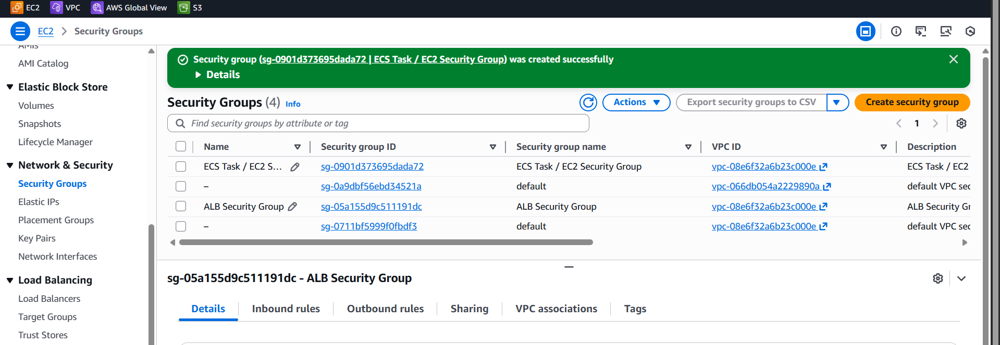 EC2 VPC AWS Global View S3
EC2 Security Groups
AMIs
AMI Catalog
Elastic Block Store
Volumes
Snapshots
Lifecycle Manager
Network & Security
Security Groups
Elastic IPs
Placement Groups
Key Pairs
Network Interfaces
Load Balancing
Load Balancers
Target Groups
Trust Stores
Security group (sg-0901d373695dada72 | ECS Task / EC2 Security Group) was created successfully
Details
Security Groups (4) Info
Actions
Export security groups to CSV
Create security group
Find security groups by attribute or tag
1
Name Security group ID Security group name VPC ID Description
ECS Task / EC2 S... sg-0901d373695dada72 ECS Task / EC2 Security Group vpc-08e6f32a6b23c000e ECS Task / EC2
– sg-0a9dbf56ebd34521a default vpc-066db054a2229890a default VPC sec
ALB Security Group sg-05a155d9c511191dc ALB Security Group vpc-08e6f32a6b23c000e ALB Security Gr
– sg-0711bf5999f0fbdf3 default vpc-08e6f32a6b23c000e default VPC sec
sg-05a155d9c511191dc - ALB Security Group
Details Inbound rules Outbound rules Sharing VPC associations Tags